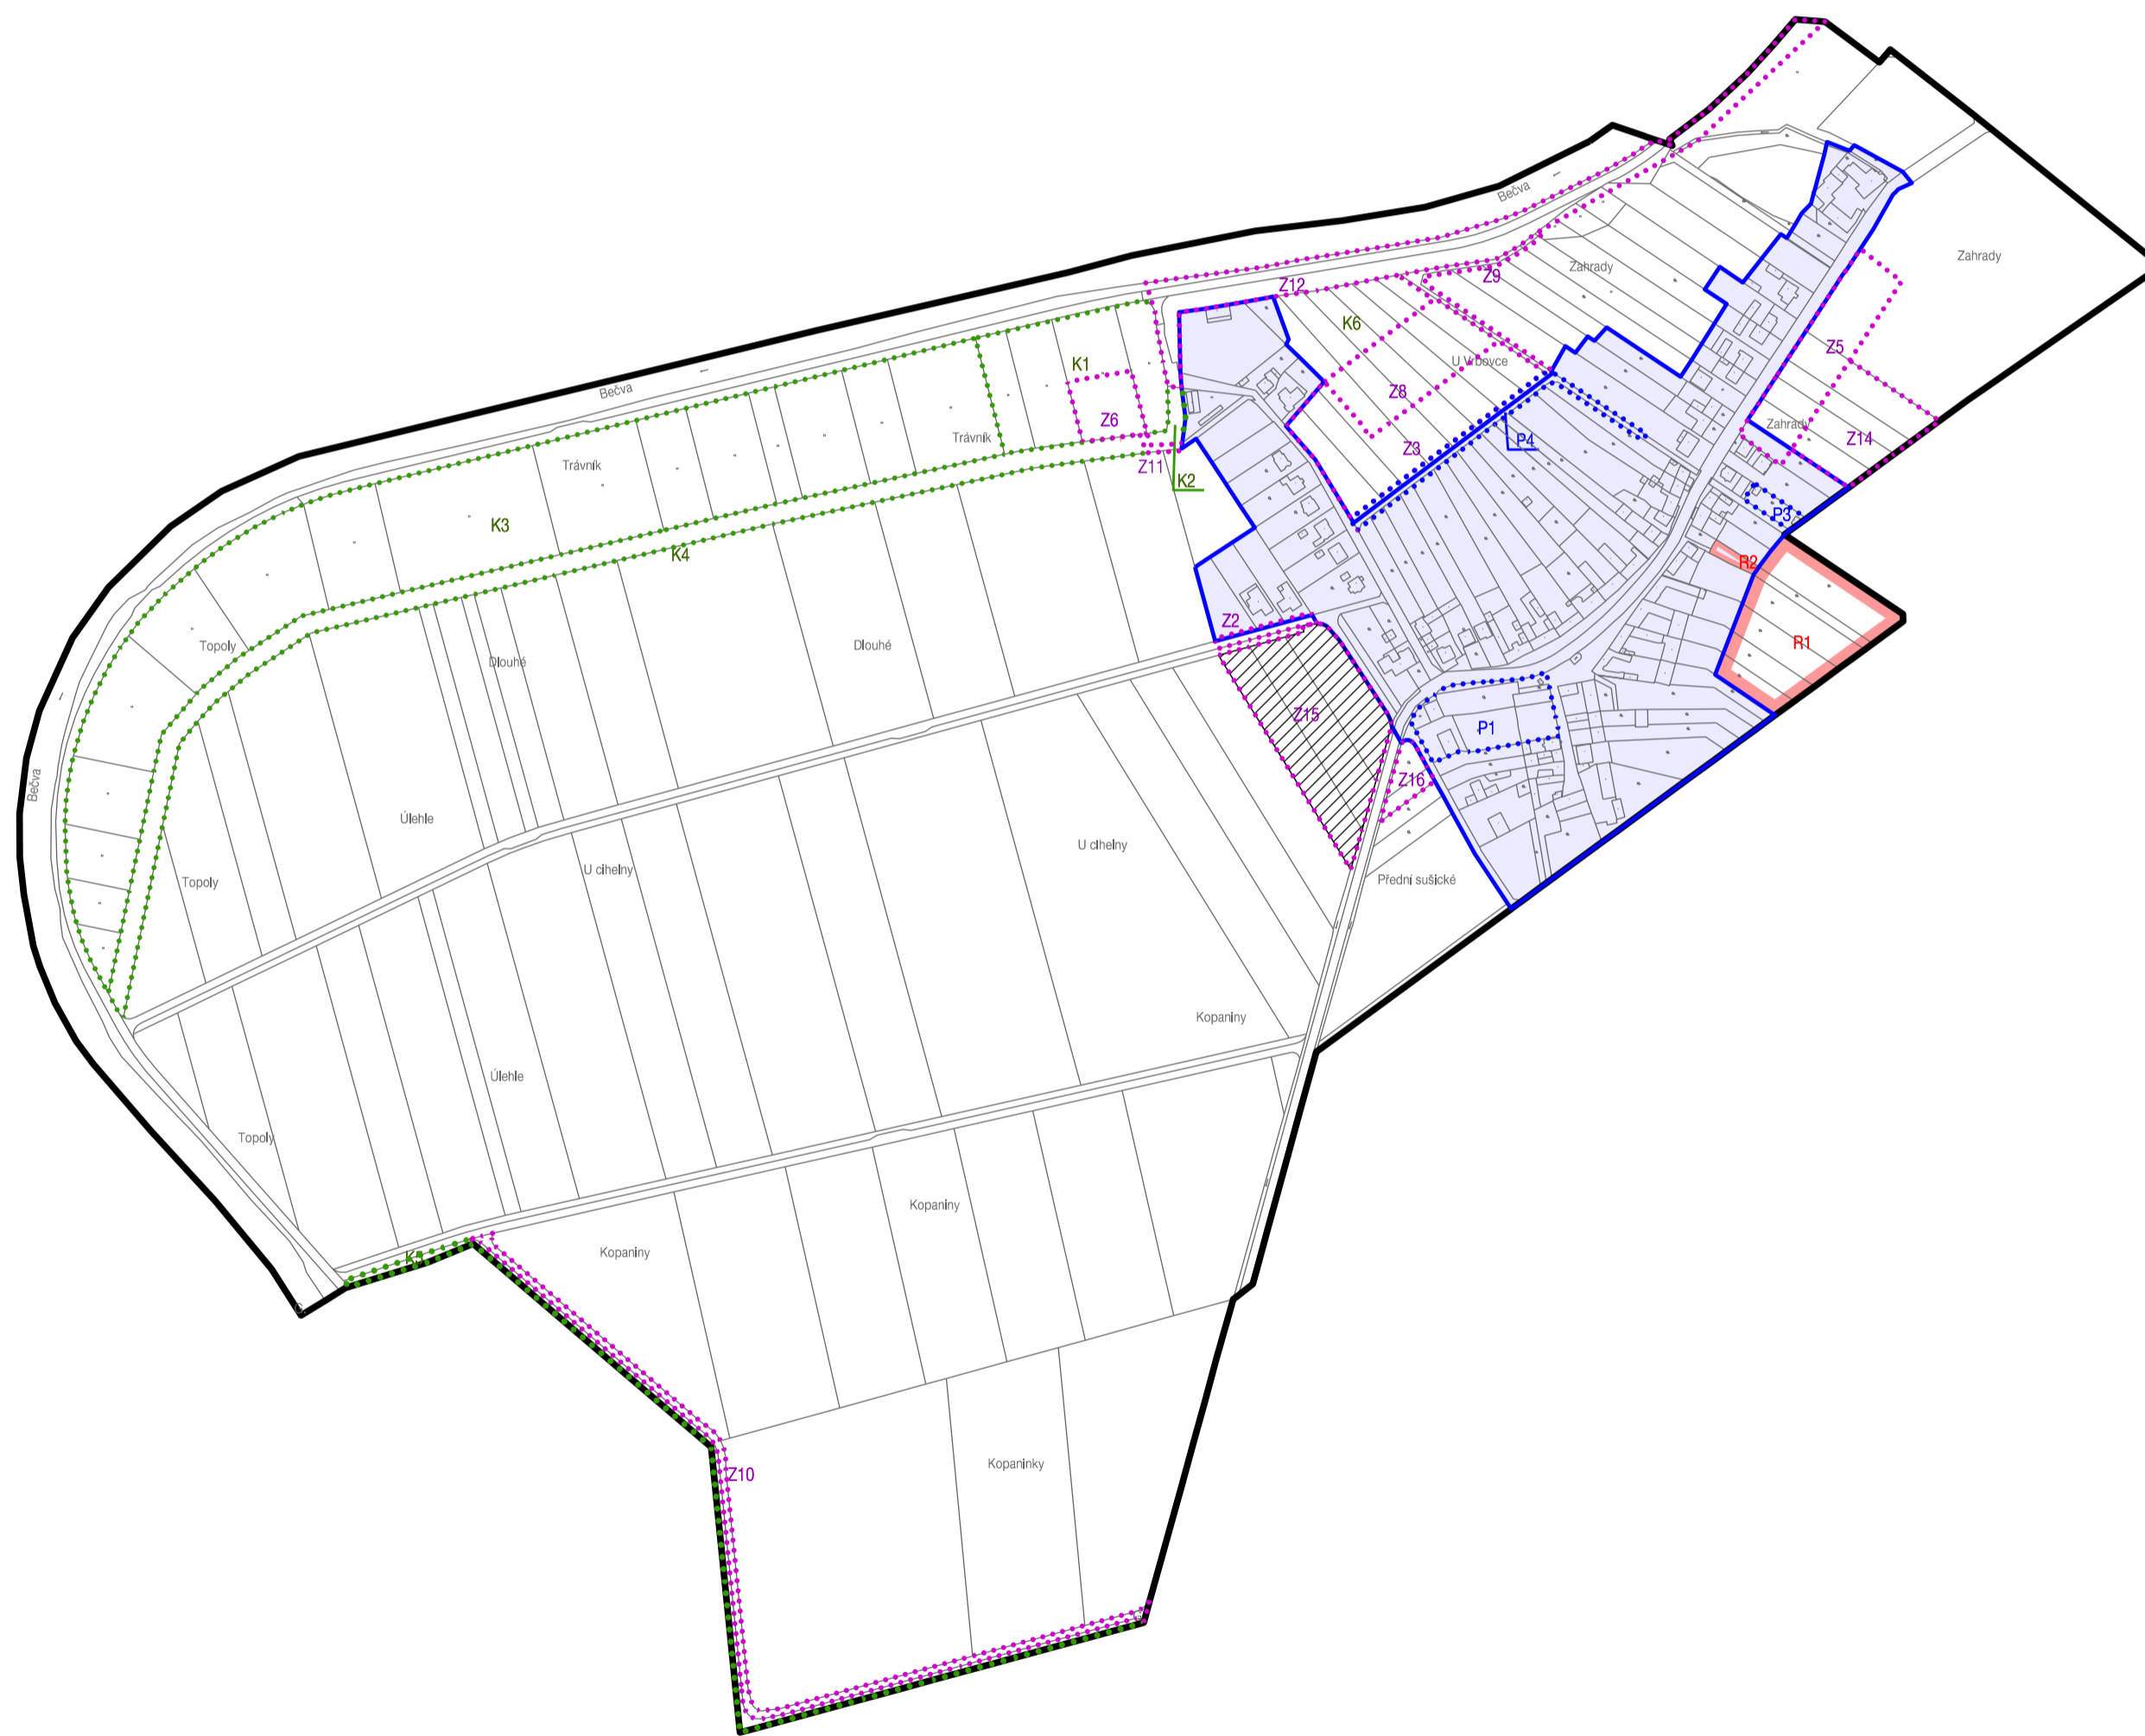 Bečva
Zahrady
Zahrady
Z12
Z9
K6
Z5
K1
U Vrbovce
Bečva
Z8
Z6
Zahrady
Trávník
Z14
Z3
P4
Trávník
Z11
K2
P3
K3
K4
R2
Z2
Topoly
Dlouhé
Dlouhé
R1
Z15
P1
Bečva
Z16
Úlehle
U cihelny
U cihelny
Topoly
Přední sušické
Kopaniny
Úlehle
Topoly
Kopaniny
Kopaniny
K5
Kopaninky
Z10